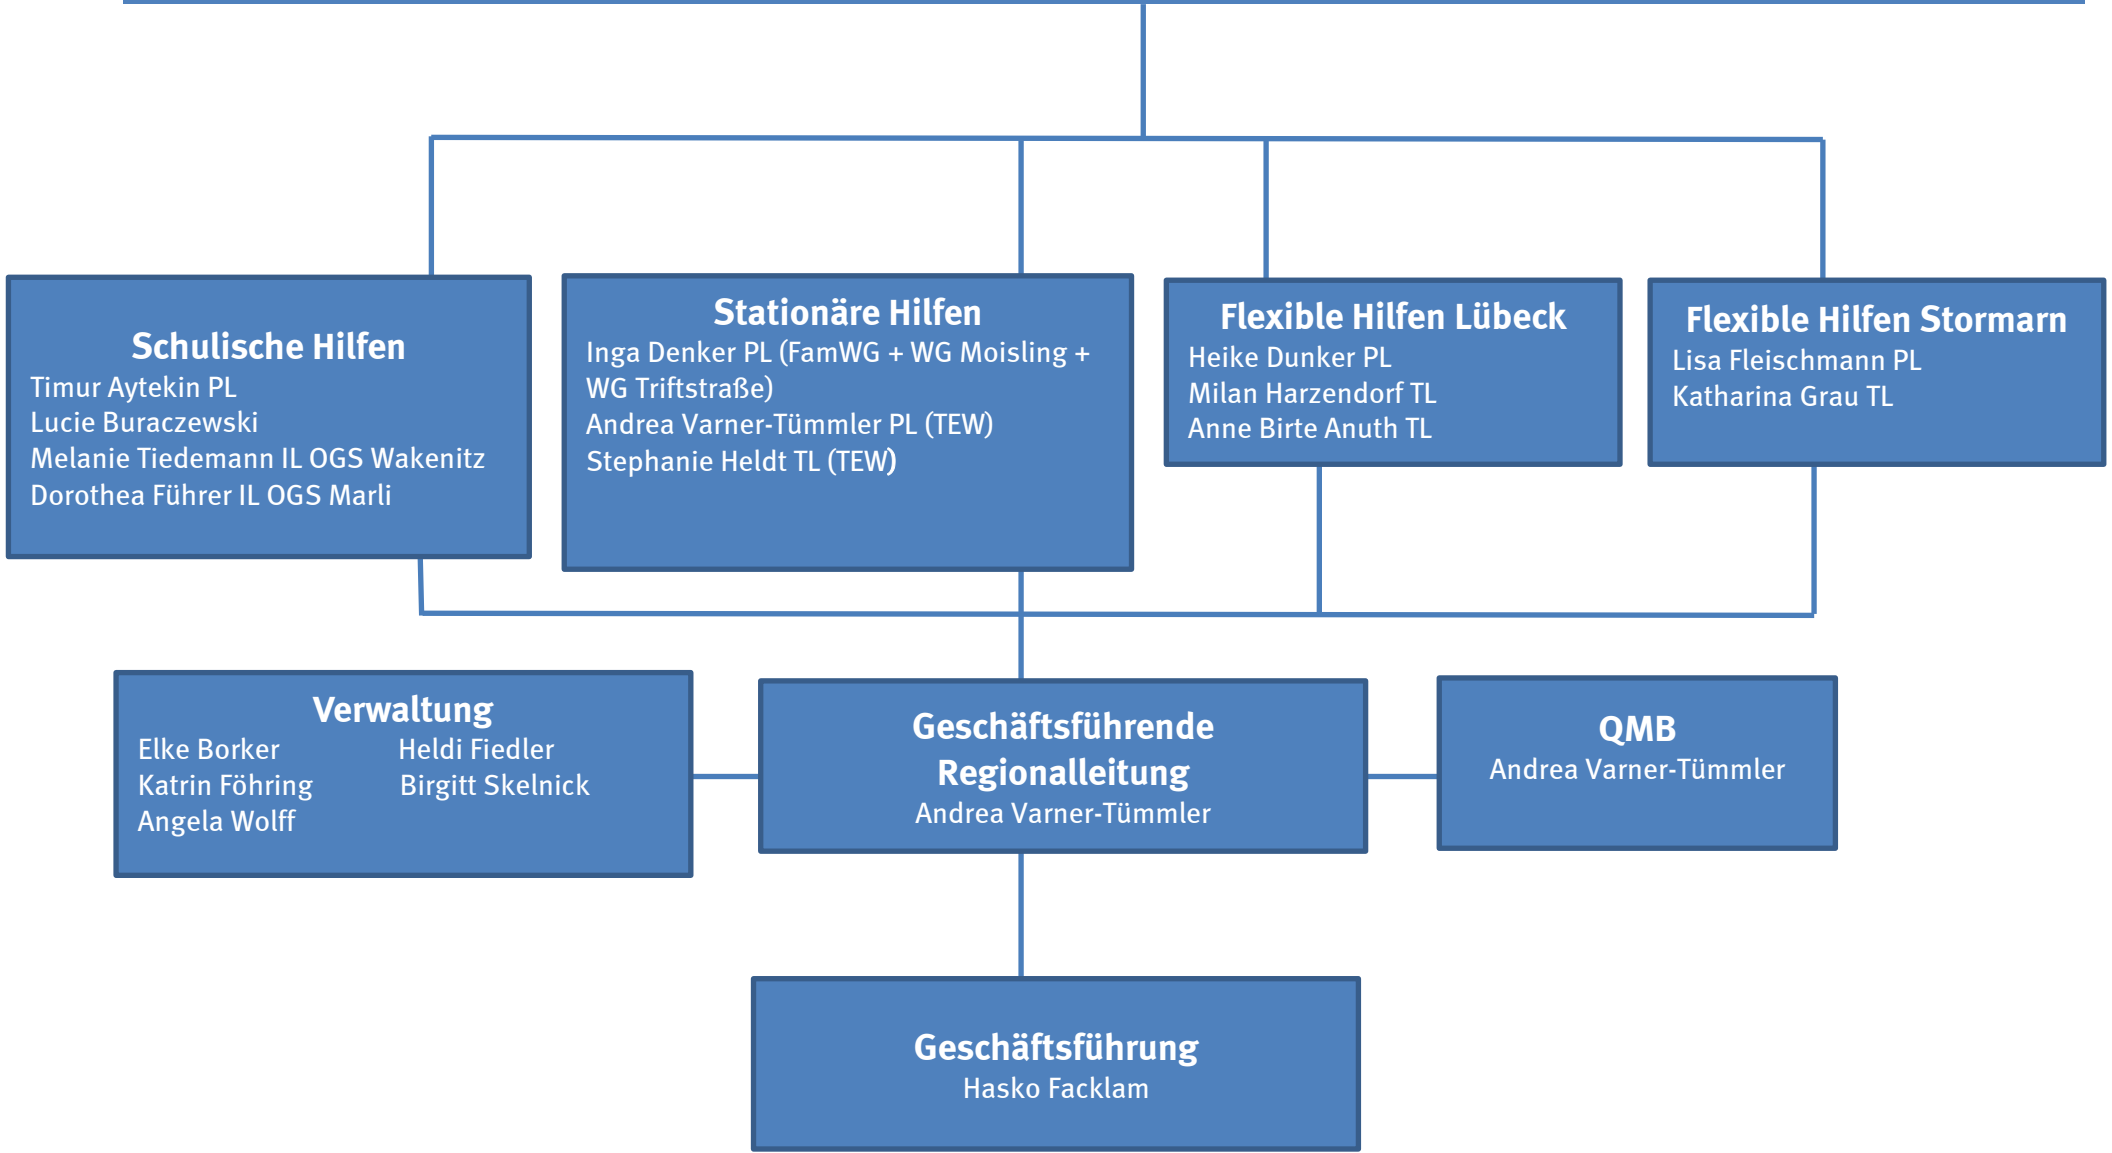 Schulische Hilfen
Timur Aytekin PL
Lucie Buraczewski
Melanie Tiedemann IL OGS Wakenitz
Dorothea Führer IL OGS Marli
Stationäre Hilfen
Inga Denker PL (FamWG + WG Moisling +
WG Triftstraße)
Andrea Varner-Tümmler PL (TEW)
Stephanie Heldt TL (TEW)
Flexible Hilfen Lübeck
Heike Dunker PL
Milan Harzendorf TL
Anne Birte Anuth TL
Flexible Hilfen Stormarn
Lisa Fleischmann PL
Katharina Grau TL
Verwaltung
Elke Borker Heldi Fiedler
Katrin Föhring Birgitt Skelnick
Angela Wolff
Geschäftsführende
Regionalleitung
Andrea Varner-Tümmler
QMB
Andrea Varner-Tümmler
Geschäftsführung
Hasko Facklam